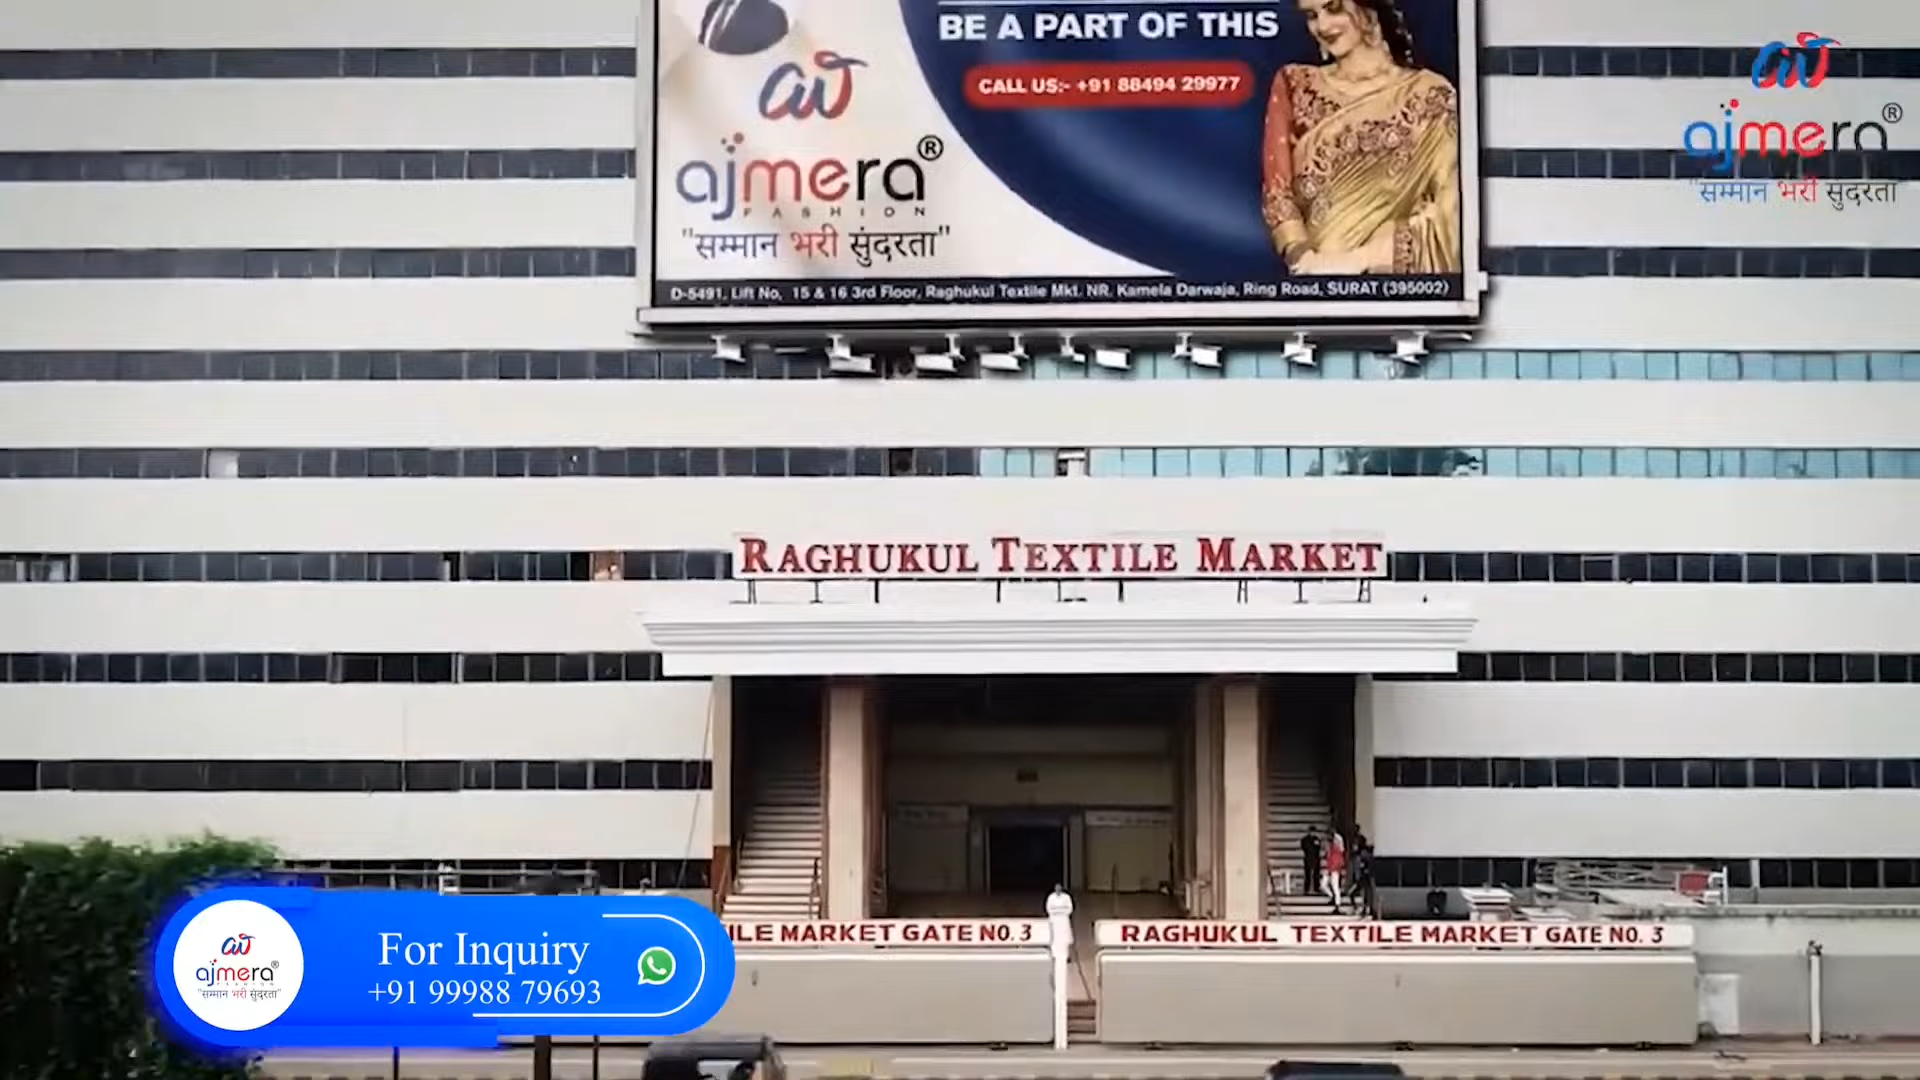 BE A PART OF THIS
CALL US:- +91 88494 29977
ajmera®
FASHION
"सम्मान भरी सुंदरता"
D-5491, Lift No, 15 & 16 3rd Floor, Raghukul Textile Mkt. NR. Kamela Darwaja, Ring Road, SURAT (395002)
ajmera®
"सम्मान भरी सुंदरता"
RAGHUKUL TEXTILE MARKET
ILE MARKET GATE NO. 3
RAGHUKUL TEXTILE MARKET GATE NO. 3
ajmera®
FASHION
"सम्मान भरी सुंदरता"
For Inquiry
+91 99988 79693